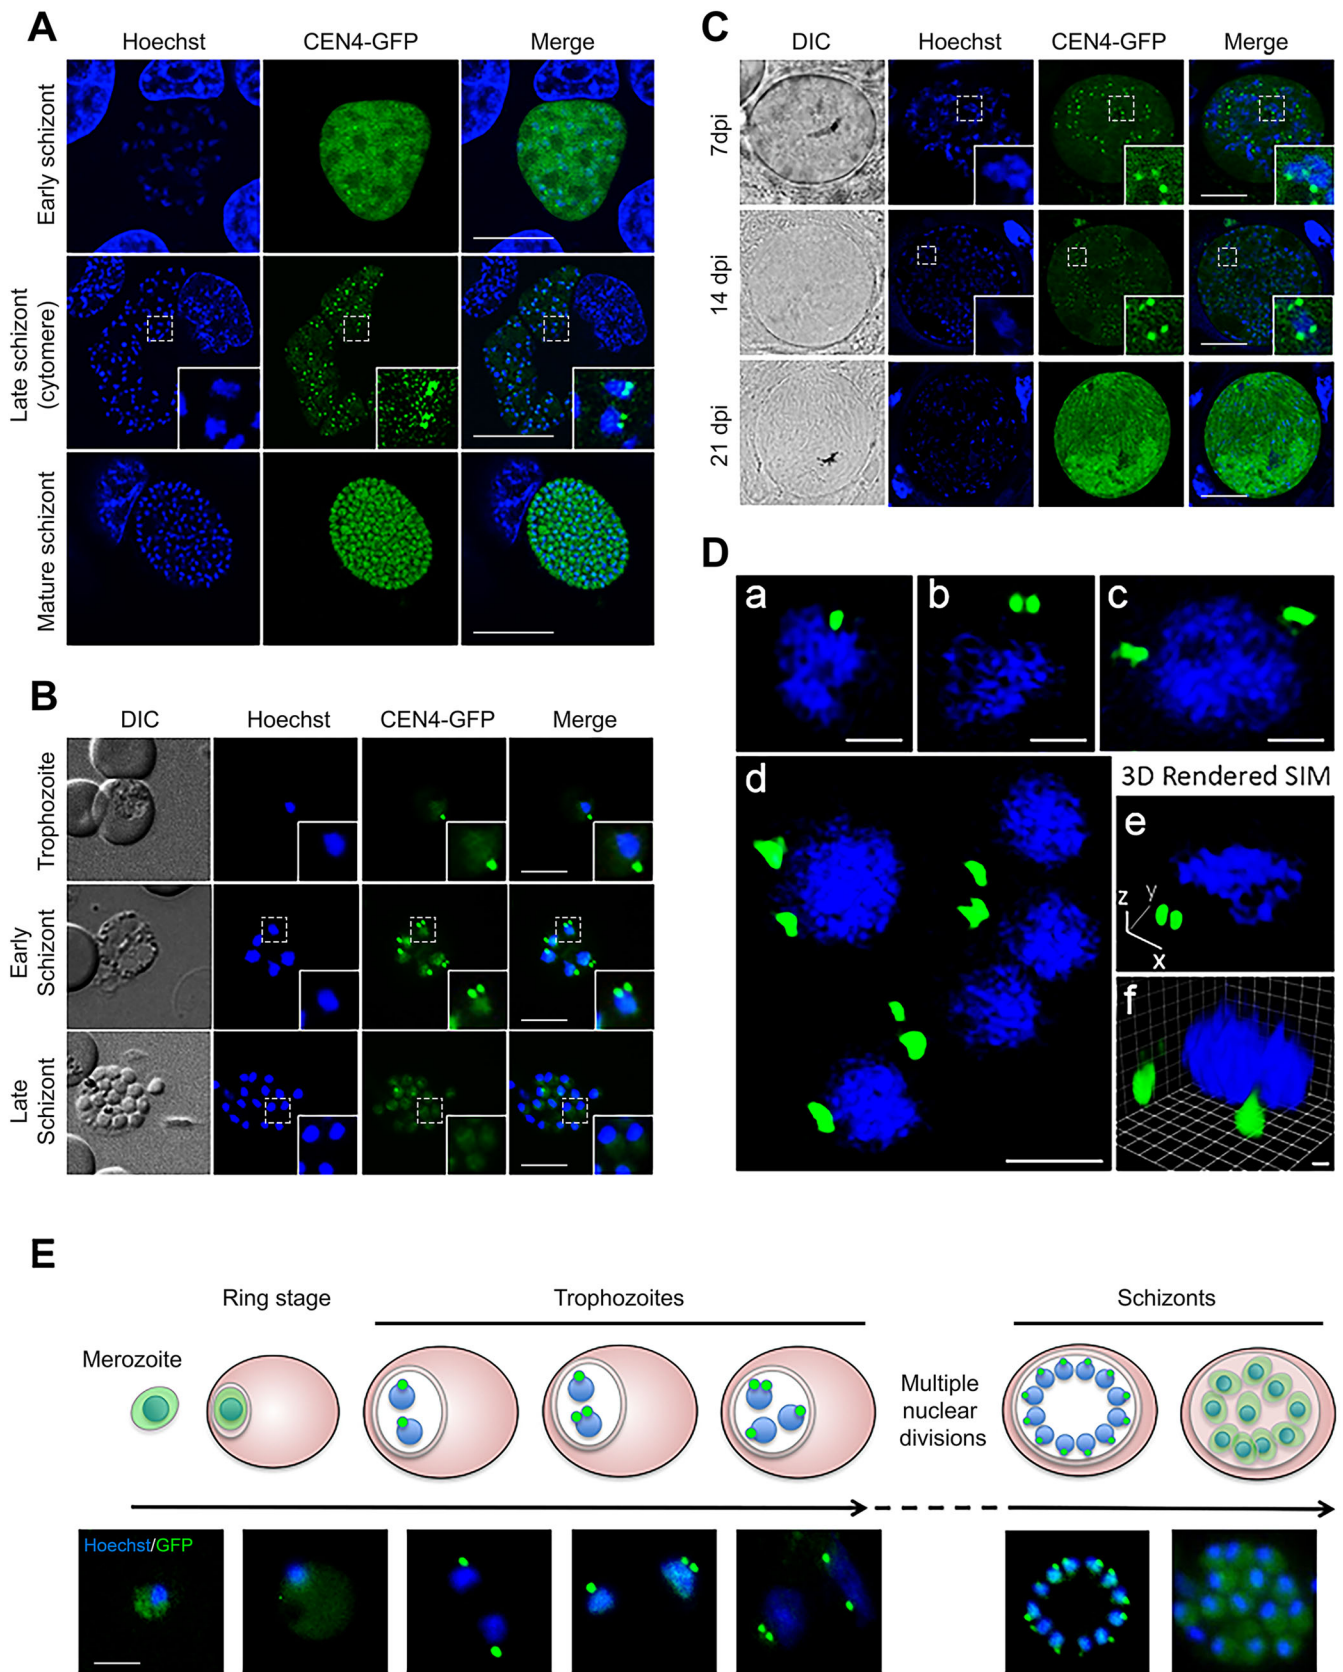 A
Hoechst
CEN4-GFP
Merge
Early schizont
Late schizont
(cytomere)
Mature schizont
B
DIC
Hoechst
CEN4-GFP
Merge
Trophozoite
Early
Schizont
Late
Schizont
C
DIC
Hoechst
CEN4-GFP
Merge
7dpi
14 dpi
21 dpi
D
a
b
c
d
3D Rendered SIM
e
z
y
x
f
E
Ring stage
Trophozoites
Schizonts
Merozoite
Multiple
nuclear
divisions
Hoechst/GFP